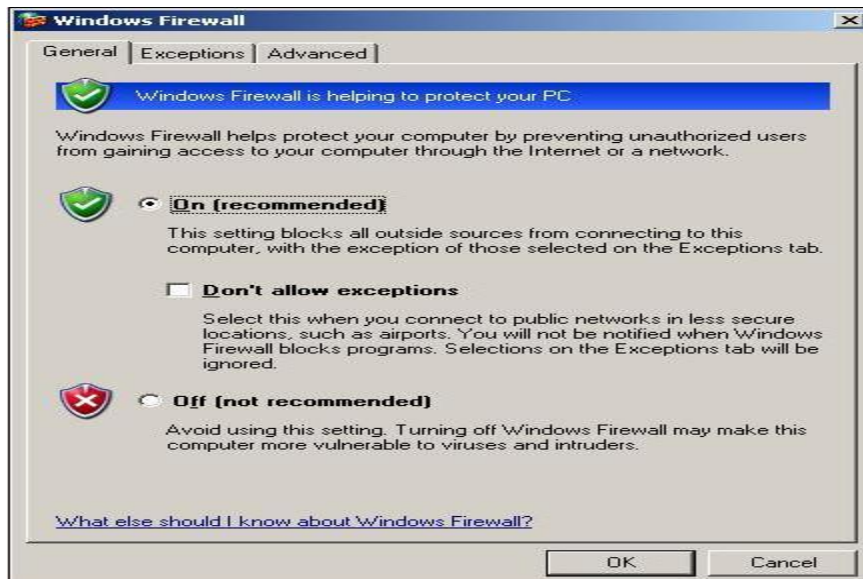 Windows Firewall
General Exceptions Advanced
Windows Firewall is helping to protect your PC
Windows Firewall helps protect your computer by preventing unauthorized users
from gaining access to your computer through the Internet or a network.
On (recommended)
This setting blocks all outside sources from connecting to this
computer, with the exception of those selected on the Exceptions tab.
Don't allow exceptions
Select this when you connect to public networks in less secure
locations, such as airports. You will not be notified when Windows
Firewall blocks programs. Selections on the Exceptions tab will be
ignored.
Off (not recommended)
Avoid using this setting. Turning off Windows Firewall may make this
computer more vulnerable to viruses and intruders.
What else should I know about Windows Firewall?
OK Cancel